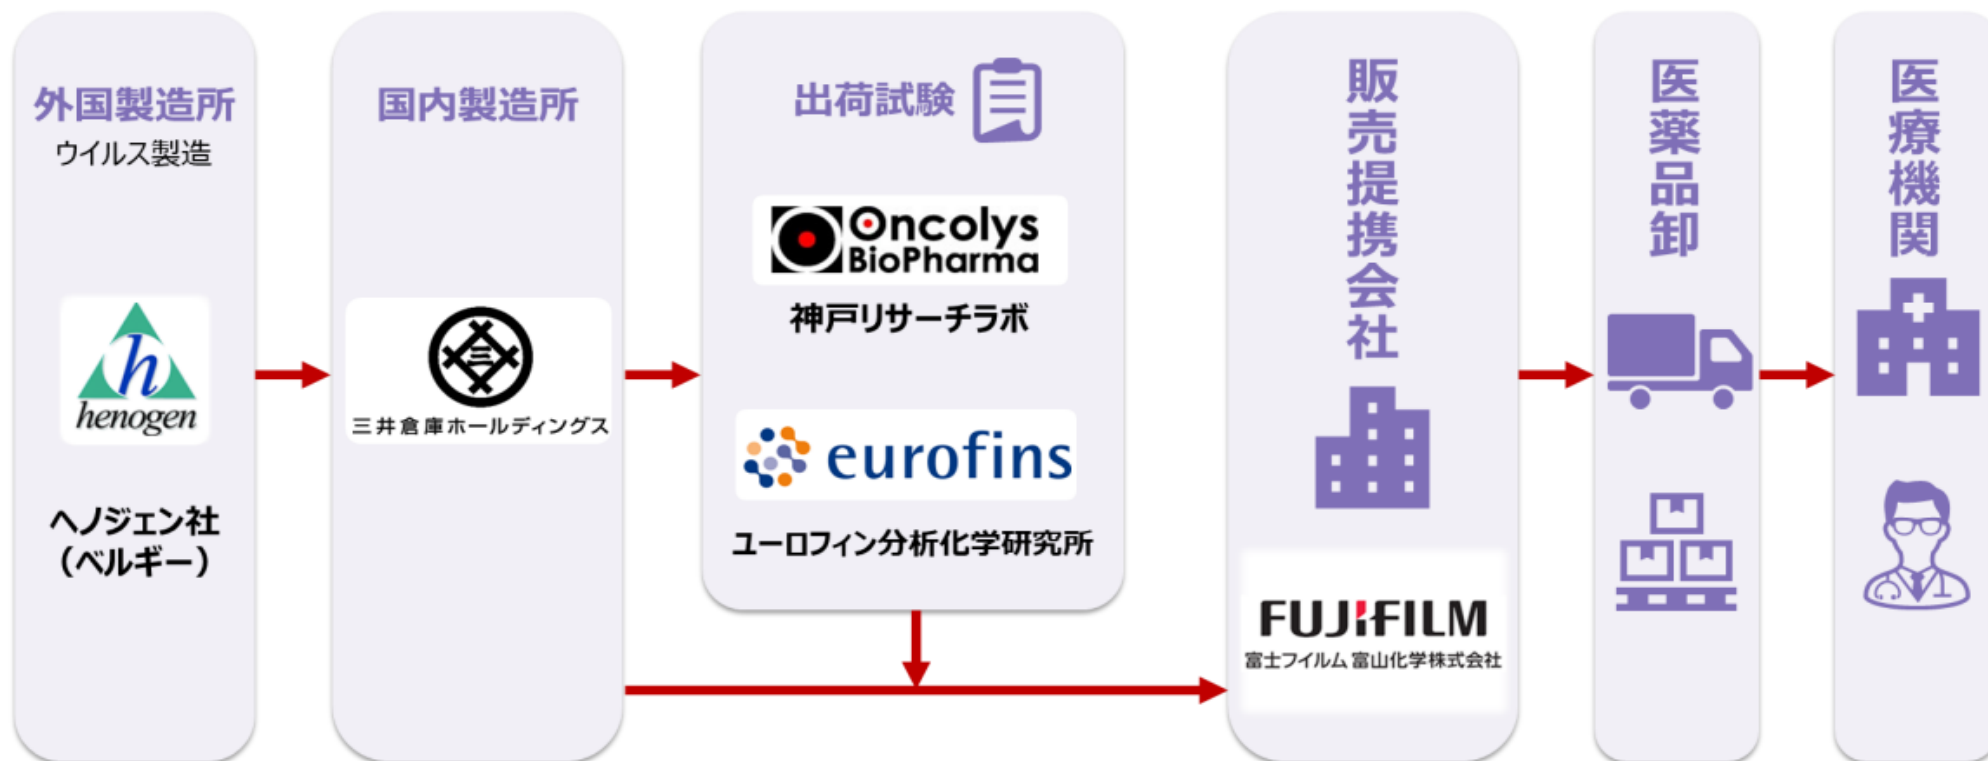 外国製造所
ウイルス製造
h
henogen
ヘノジェン社
（ベルギー）
国内製造所
三
三井倉庫ホールディングス
出荷試験
Oncolys
BioPharma
神戸リサーチラボ
eurofins
ユーロフィン分析化学研究所
販売提携会社
FUJIFILM
富士フイルム 富山化学株式会社
医薬品卸
医療機関